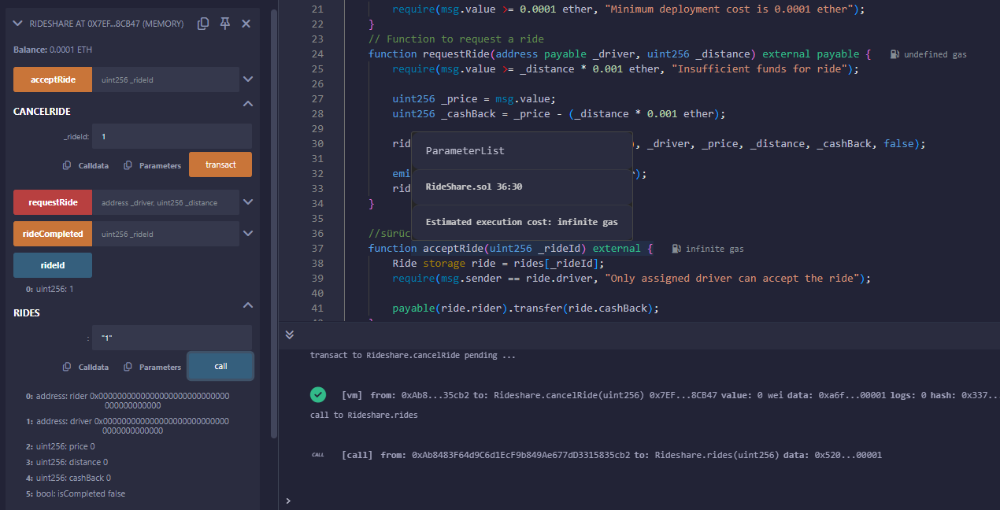 RIDESHARE AT 0X7EF...8CB47 (MEMORY)
Balance: 0.0001 ETH
acceptRide uint256 _rideId
CANCELRIDE
_rideId: 1
Calldata Parameters transact
requestRide address _driver, uint256 _distance
rideCompleted uint256 _rideId
rideId
0: uint256: 1
RIDES
: "1"
Calldata Parameters call
0: address: rider 0x0000000000000000000000000000
000000000000
1: address: driver 0x000000000000000000000000000
0000000000000
2: uint256: price 0
3: uint256: distance 0
4: uint256: cashBack 0
5: bool: isCompleted false
21 require(msg.value >= 0.0001 ether, "Minimum deployment cost is 0.0001 ether");
22 }
23 // Function to request a ride
24 function requestRide(address payable _driver, uint256 _distance) external payable { undefined gas
25 require(msg.value >= _distance * 0.001 ether, "Insufficient funds for ride");
26
27 uint256 _price = msg.value;
28 uint256 _cashBack = _price - (_distance * 0.001 ether);
29
30 rid ), _driver, _price, _distance, _cashBack, false);
31
32 emi r);
33 rid
34 }
35
36 //sürüc
37 function acceptRide(uint256 _rideId) external { infinite gas
38 Ride storage ride = rides[_rideId];
39 require(msg.sender == ride.driver, "Only assigned driver can accept the ride");
40
41 payable(ride.rider).transfer(ride.cashBack);
ParameterList
RideShare.sol 36:30
Estimated execution cost: infinite gas
transact to Rideshare.cancelRide pending ...
[vm] from: 0xAb8...35cb2 to: Rideshare.cancelRide(uint256) 0x7EF...8CB47 value: 0 wei data: 0xa6f...00001 logs: 0 hash: 0x337...
call to Rideshare.rides
CALL [call] from: 0xAb8483F64d9C6d1EcF9b849Ae677dD3315835cb2 to: Rideshare.rides(uint256) data: 0x520...00001
>